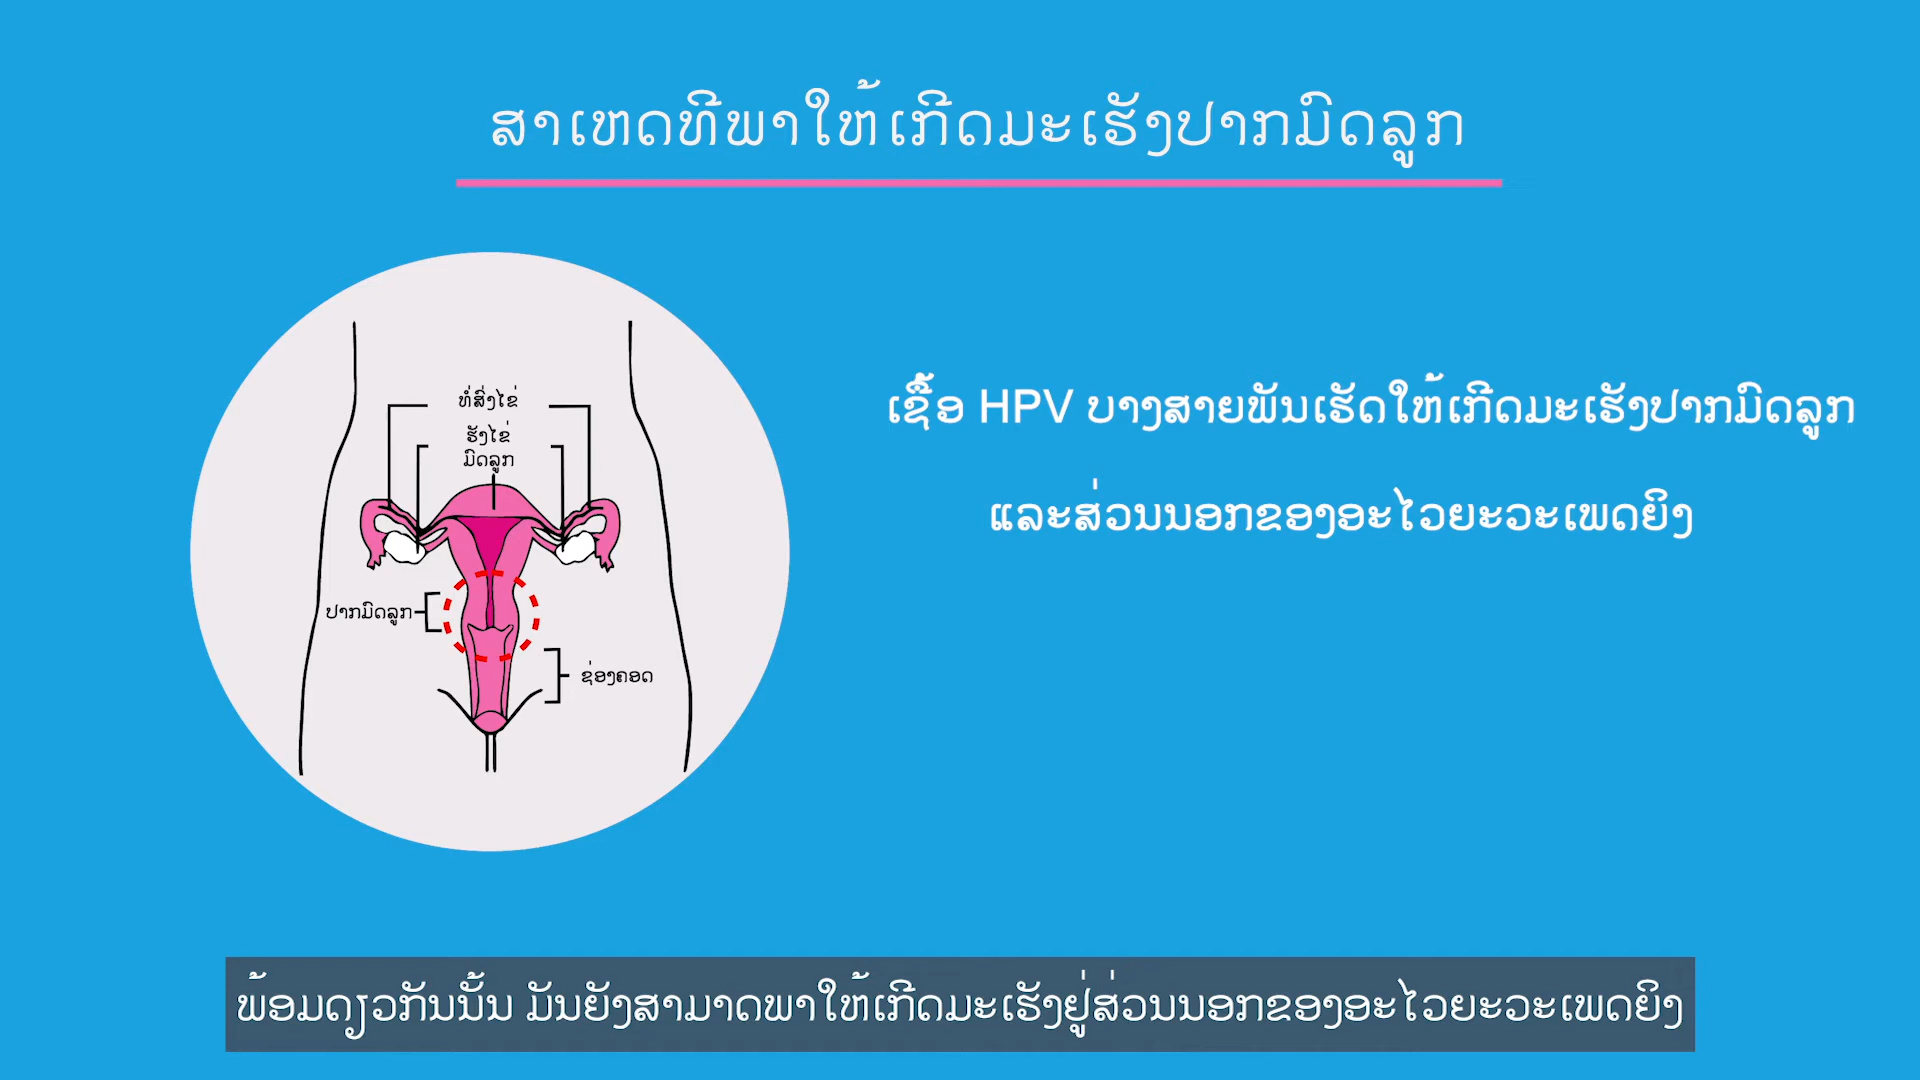 ສາເຫດທີ່ພາໃຫ້ເກີດມະເຮັງປາກມົດລູກ
ທໍ່ສົ່ງໄຂ່
ຮັງໄຂ່
ມົດລູກ
ປາກມົດລູກ
ຊ່ອງຄອດ
ເຊື້ອ HPV ບາງສາຍພັນເຮັດໃຫ້ເກີດມະເຮັງປາກມົດລູກ
ແລະສ່ວນນອກຂອງອະໄວຍະວະເພດຍິງ
ພ້ອມດຽວກັນນັ້ນ ມັນຍັງສາມາດພາໃຫ້ເກີດມະເຮັງຢູ່ສ່ວນນອກຂອງອະໄວຍະວະເພດຍິງ